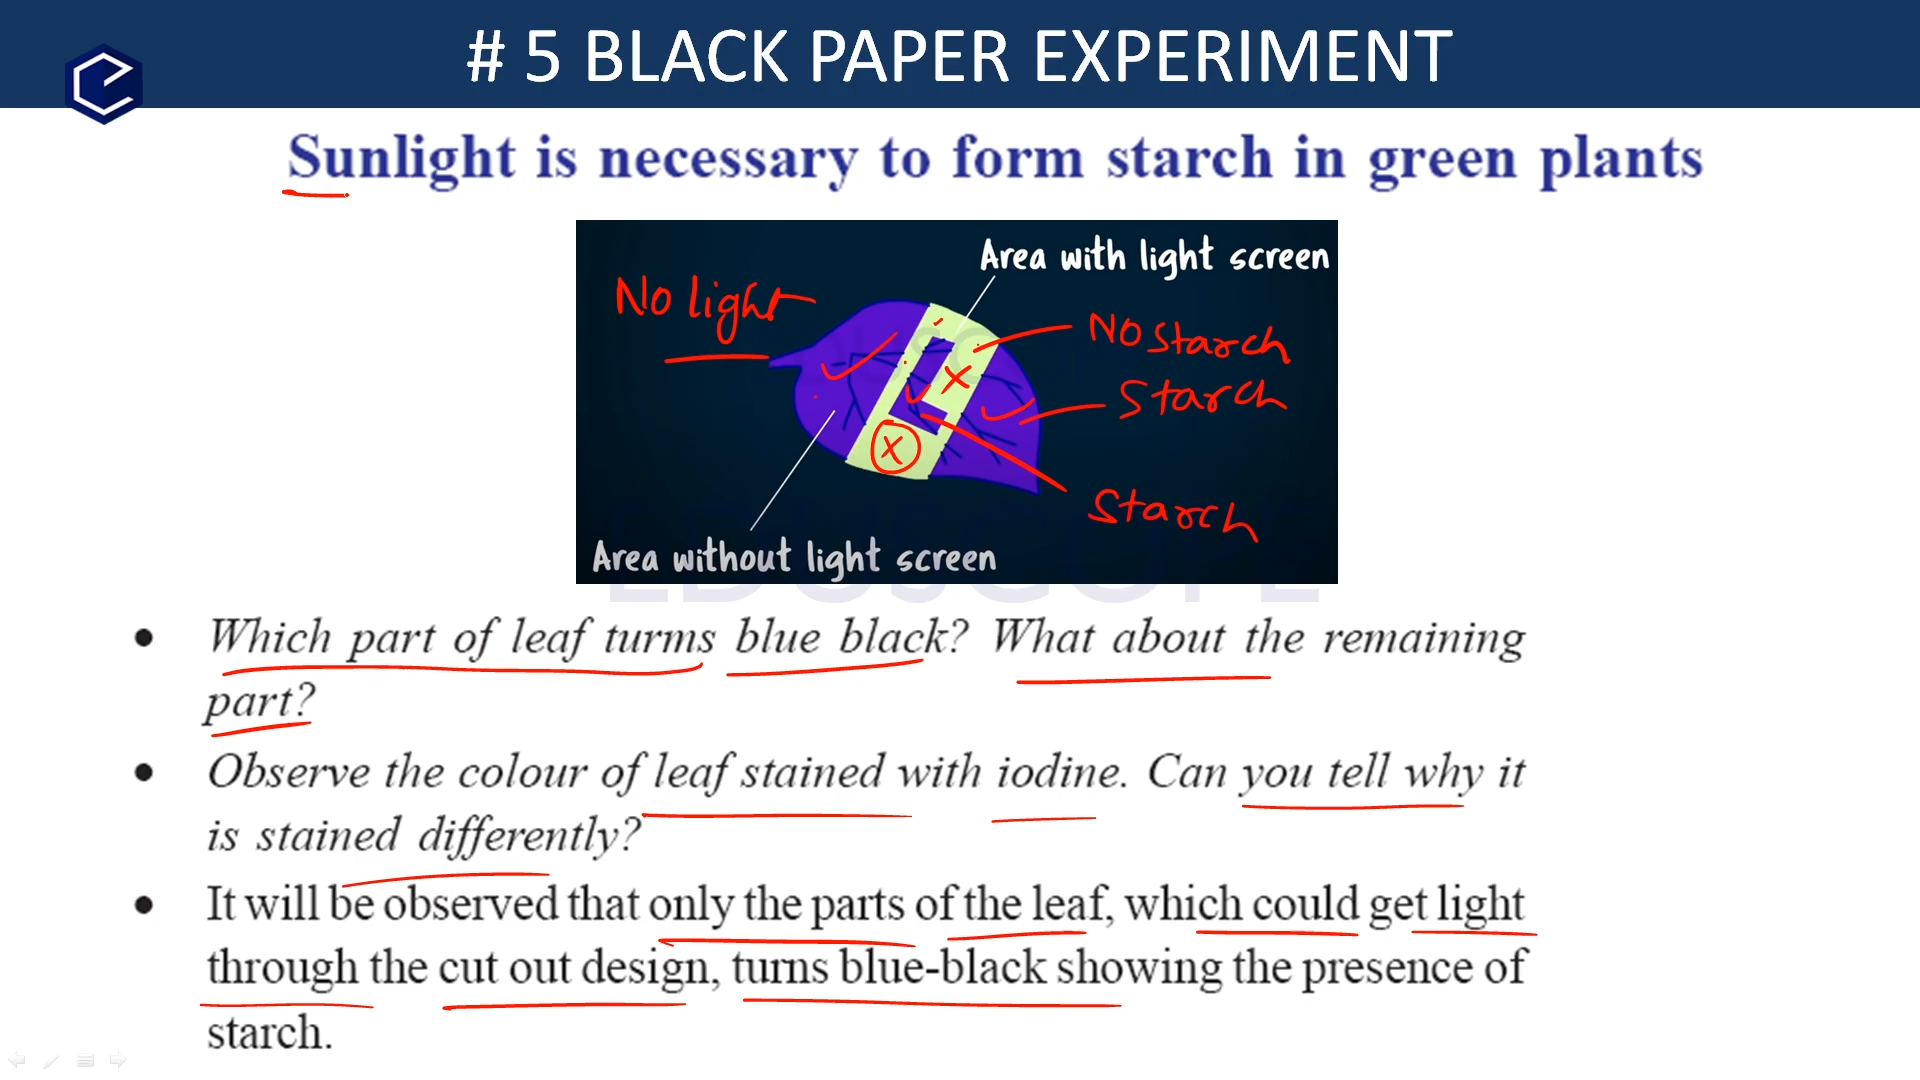 # 5 BLACK PAPER EXPERIMENT
Sunlight is necessary to form starch in green plants
Area with light screen
No light
No starch
Starch
Starch
Area without light screen
EDUSCOPE
• Which part of leaf turms blue black? What about the remaining
part?
• Observe the colour of leaf stained with iodine. Can you tell why it
is stained differently?
• It will be observed that only the parts of the leaf, which could get light
through the cut out design, turns blue-black showing the presence of
starch.